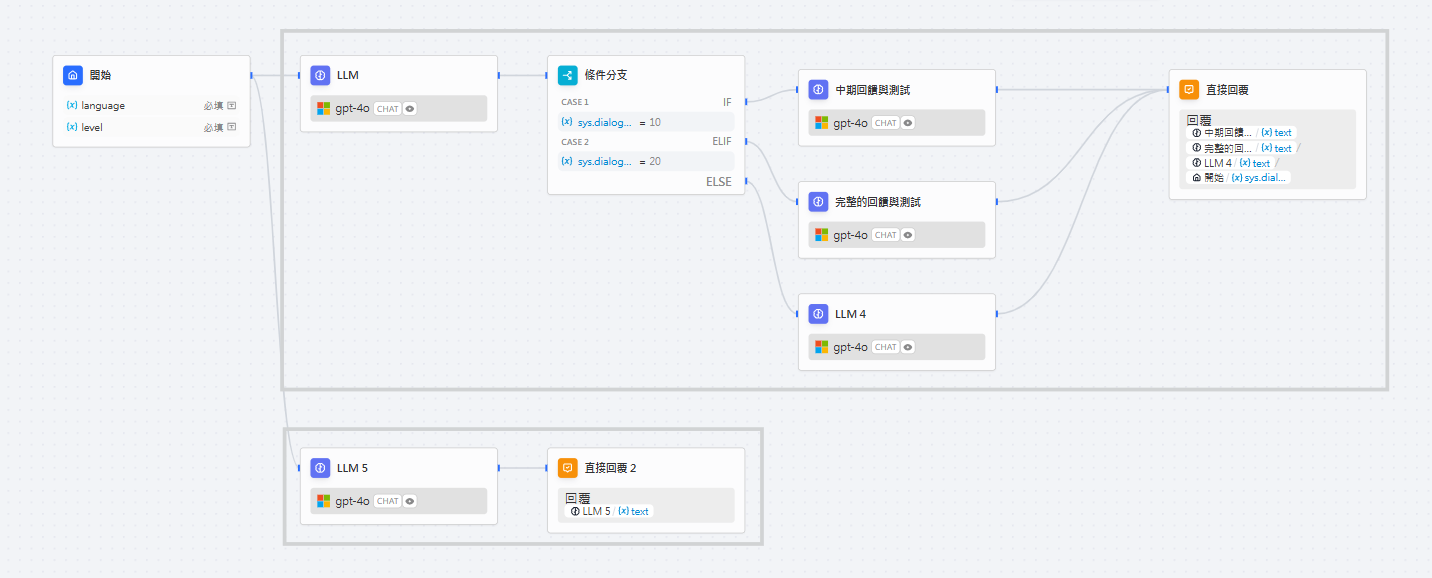 開始
language 必填
level 必填
LLM
gpt-4o CHAT
條件分支
CASE 1 IF
(x) sys.dialog... = 10
CASE 2 ELIF
(x) sys.dialog... = 20
ELSE
中期回饋與測試
gpt-4o CHAT
完整的回饋與測試
gpt-4o CHAT
LLM 4
gpt-4o CHAT
直接回覆
回覆
中期回饋... / (x) text
完整的回... / (x) text /
LLM 4 / (x) text /
開始 / (x) sys.dial...
LLM 5
gpt-4o CHAT
直接回覆 2
回覆
LLM 5 / (x) text